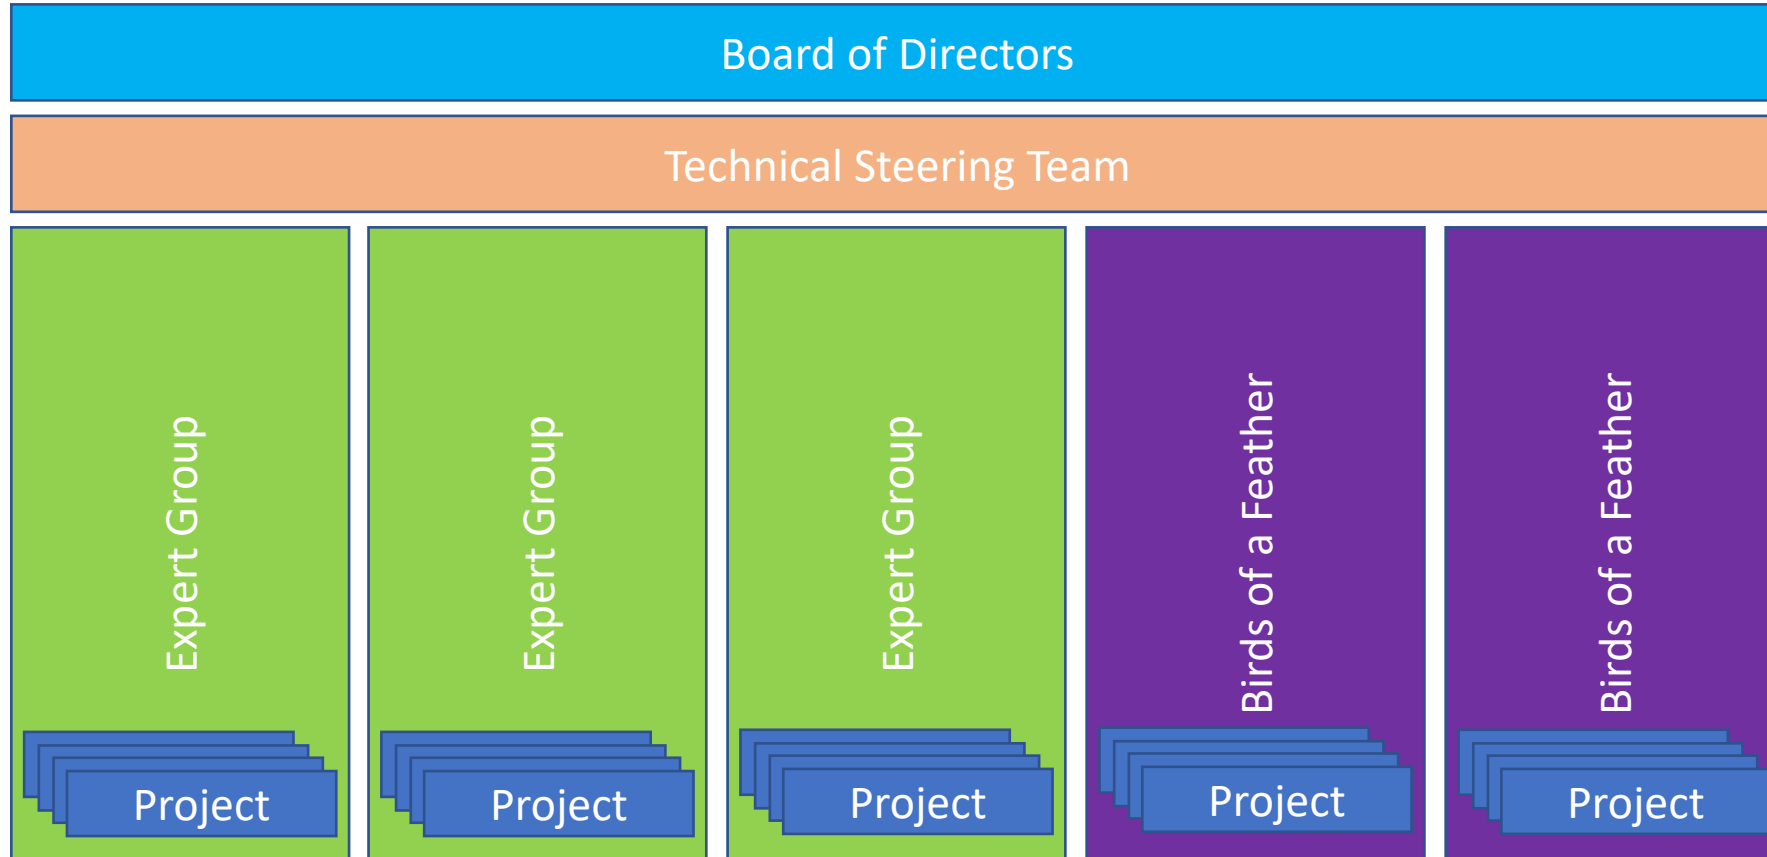 Board of Directors
Technical Steering Team
Expert Group
Expert Group
Expert Group
Birds of a Feather
Birds of a Feather
Project
Project
Project
Project
Project